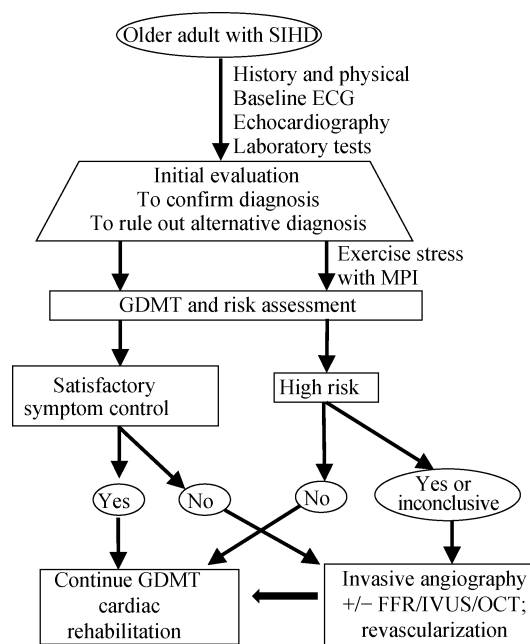 Older adult with SIHD
History and physical
Baseline ECG
Echocardiography
Laboratory tests
Initial evaluation
To confirm diagnosis
To rule out alternative diagnosis
Exercise stress
with MPI
GDMT and risk assessment
Satisfactory
symptom control
High risk
Yes
No
No
Yes or
inconclusive
Continue GDMT
cardiac
rehabilitation
Invasive angiography
+/− FFR/IVUS/OCT;
revascularization